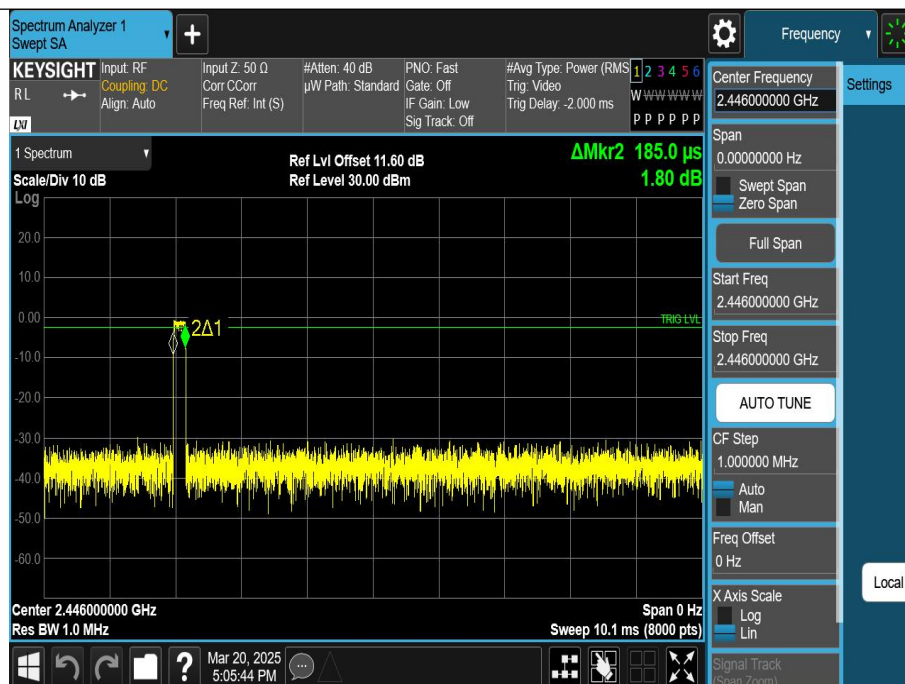 Spectrum Analyzer 1
Swept SA
+
Frequency
KEYSIGHT
RL
LXI
Input: RF
Coupling: DC
Align: Auto
Input Z: 50 Ω
Corr CCorr
Freq Ref: Int (S)
#Atten: 40 dB
µW Path: Standard
PNO: Fast
Gate: Off
IF Gain: Low
Sig Track: Off
#Avg Type: Power (RMS
Trig: Video
Trig Delay: -2.000 ms
1 2 3 4 5 6
W W W W W W
P P P P P P
1 Spectrum
Scale/Div 10 dB
Log
Ref Lvl Offset 11.60 dB
Ref Level 30.00 dBm
ΔMkr2 185.0 µs
1.80 dB
20.0
10.0
0.00
-10.0
-20.0
-30.0
-40.0
-50.0
-60.0
2Δ1
TRIG LVL
Center 2.446000000 GHz
Res BW 1.0 MHz
Span 0 Hz
Sweep 10.1 ms (8000 pts)
?
Mar 20, 2025
5:05:44 PM
Center Frequency
2.446000000 GHz
Span
0.00000000 Hz
Swept Span
Zero Span
Full Span
Start Freq
2.446000000 GHz
Stop Freq
2.446000000 GHz
AUTO TUNE
CF Step
1.000000 MHz
Auto
Man
Freq Offset
0 Hz
X Axis Scale
Log
Lin
Signal Track
(Span Zoom)
Settings
Local